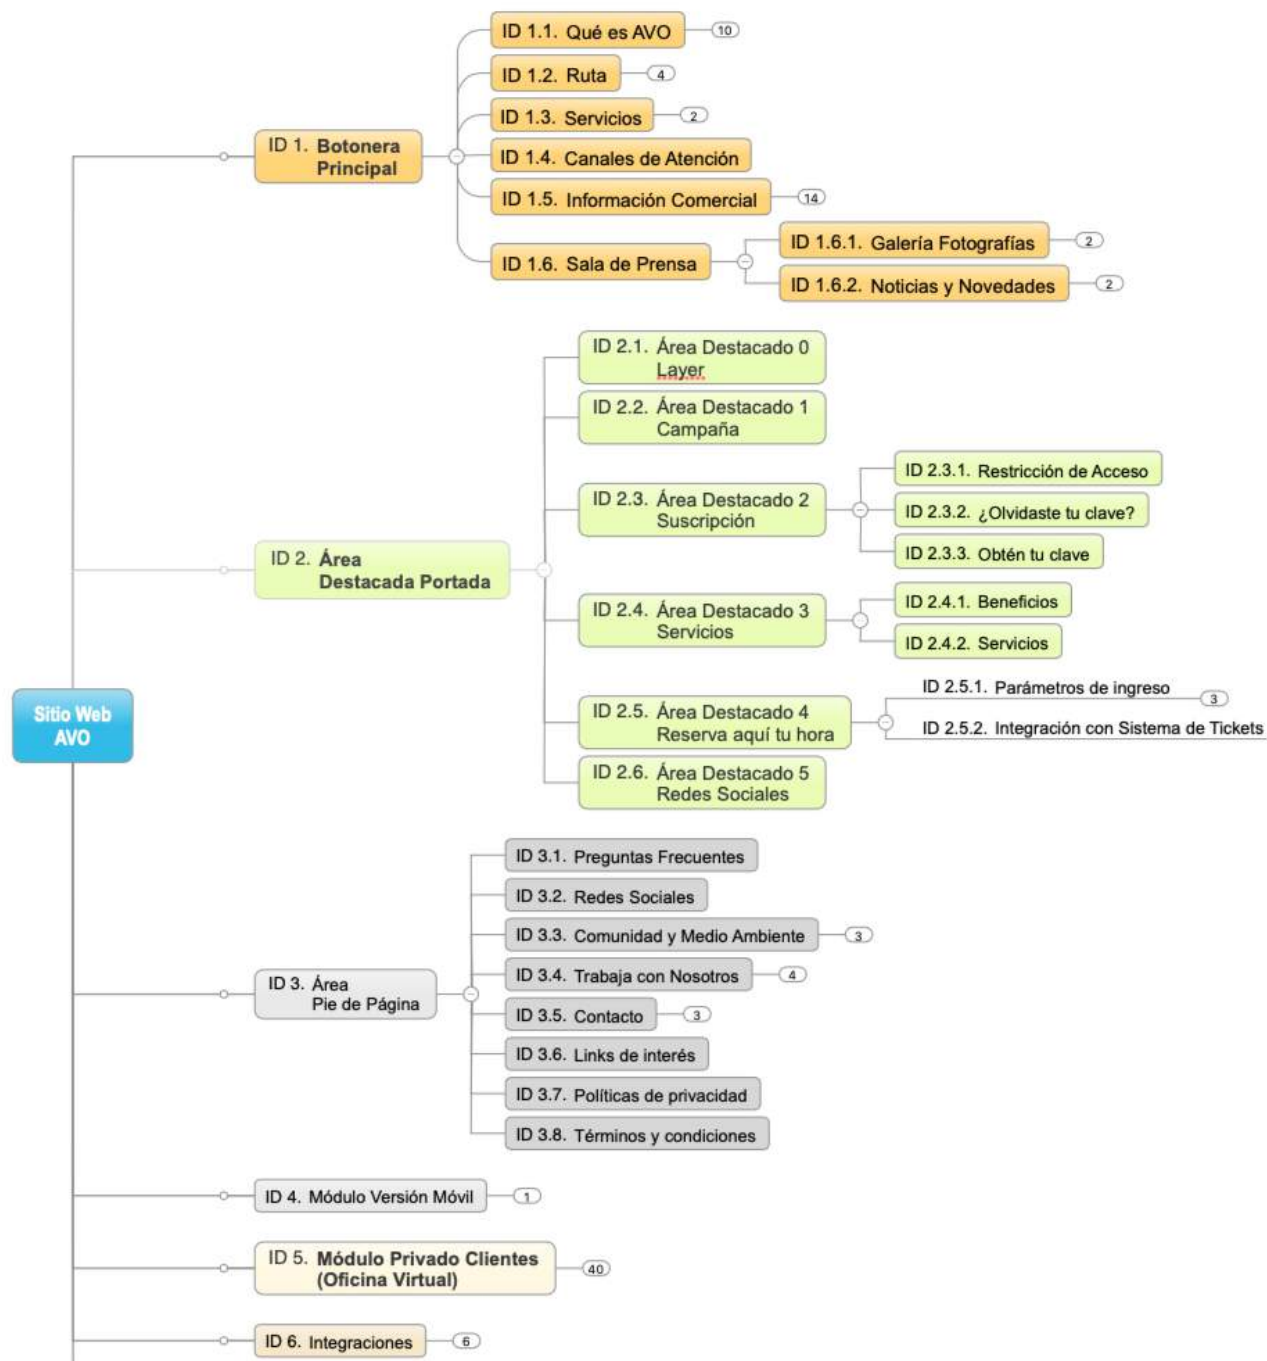 ID 1.1. Qué es AVO 10
ID 1.2. Ruta 4
ID 1.3. Servicios 2
ID 1. Botonera
Principal
ID 1.4. Canales de Atención
ID 1.5. Información Comercial 14
ID 1.6. Sala de Prensa
ID 1.6.1. Galería Fotografías 2
ID 1.6.2. Noticias y Novedades 2
ID 2.1. Área Destacado 0
Layer
ID 2.2. Área Destacado 1
Campaña
ID 2.3. Área Destacado 2
Suscripción
ID 2.3.1. Restricción de Acceso
ID 2.3.2. ¿Olvidaste tu clave?
ID 2.3.3. Obtén tu clave
ID 2. Área
Destacada Portada
ID 2.4. Área Destacado 3
Servicios
ID 2.4.1. Beneficios
ID 2.4.2. Servicios
ID 2.5. Área Destacado 4
Reserva aquí tu hora
ID 2.5.1. Parámetros de ingreso 3
ID 2.5.2. Integración con Sistema de Tickets
ID 2.6. Área Destacado 5
Redes Sociales
Sitio Web
AVO
ID 3.1. Preguntas Frecuentes
ID 3.2. Redes Sociales
ID 3.3. Comunidad y Medio Ambiente 3
ID 3.4. Trabaja con Nosotros 4
ID 3. Área
Pie de Página
ID 3.5. Contacto 3
ID 3.6. Links de interés
ID 3.7. Políticas de privacidad
ID 3.8. Términos y condiciones
ID 4. Módulo Versión Móvil 1
ID 5. Módulo Privado Clientes
(Oficina Virtual) 40
ID 6. Integraciones 6